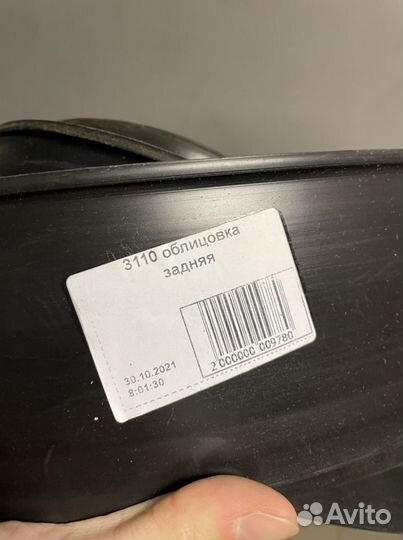 3110 облицовка
задняя
30.10.2021
8:01:30
2 000000 009780
Avito